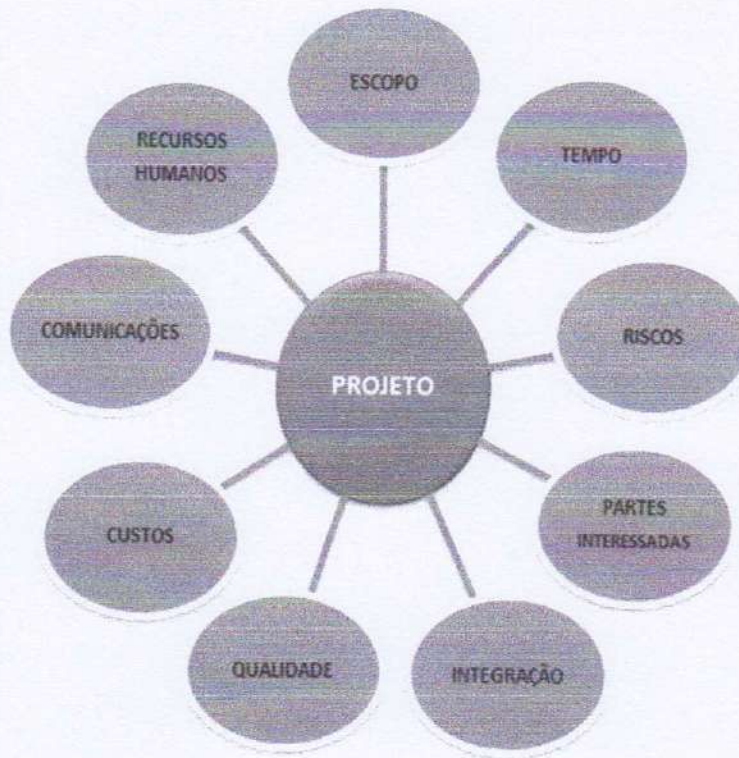 ESCOPO
TEMPO
RISCOS
PARTES
INTERESSADAS
INTEGRAÇÃO
QUALIDADE
CUSTOS
COMUNICAÇÕES
RECURSOS
HUMANOS
PROJETO